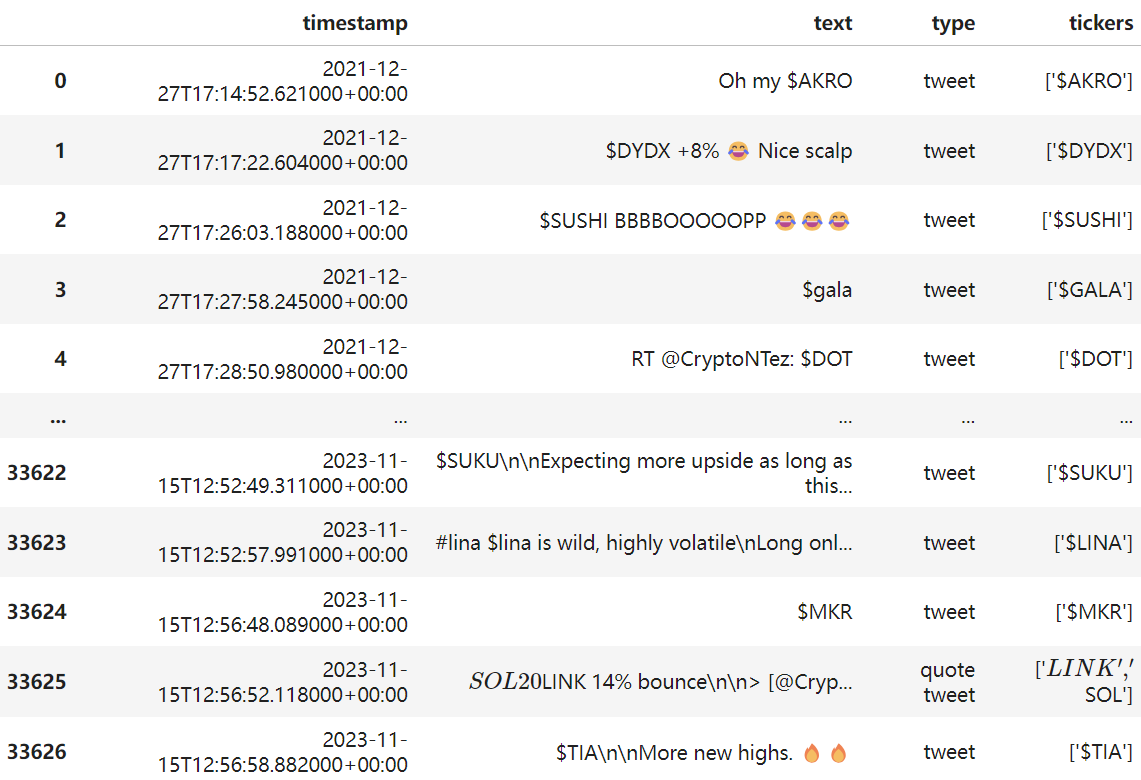 timestamp text type tickers
0 2021-12-27T17:14:52.621000+00:00 Oh my $AKRO tweet ['$AKRO']
1 2021-12-27T17:17:22.604000+00:00 $DYDX +8% 😂 Nice scalp tweet ['$DYDX']
2 2021-12-27T17:26:03.188000+00:00 $SUSHI BBBBOOOOOPP 😂😂😂 tweet ['$SUSHI']
3 2021-12-27T17:27:58.245000+00:00 $gala tweet ['$GALA']
4 2021-12-27T17:28:50.980000+00:00 RT @CryptoNTez: $DOT tweet ['$DOT']
... ... ... ... ...
33622 2023-11-15T12:52:49.311000+00:00 $SUKU\n\nExpecting more upside as long as this... tweet ['$SUKU']
33623 2023-11-15T12:52:57.991000+00:00 #lina $lina is wild, highly volatile\nLong onl... tweet ['$LINA']
33624 2023-11-15T12:56:48.089000+00:00 $MKR tweet ['$MKR']
33625 2023-11-15T12:56:52.118000+00:00 SOL20LINK 14% bounce\n\n> [@Cryp... quote tweet ['LINK',' SOL']
33626 2023-11-15T12:56:58.882000+00:00 $TIA\n\nMore new highs. 🔥🔥 tweet ['$TIA']